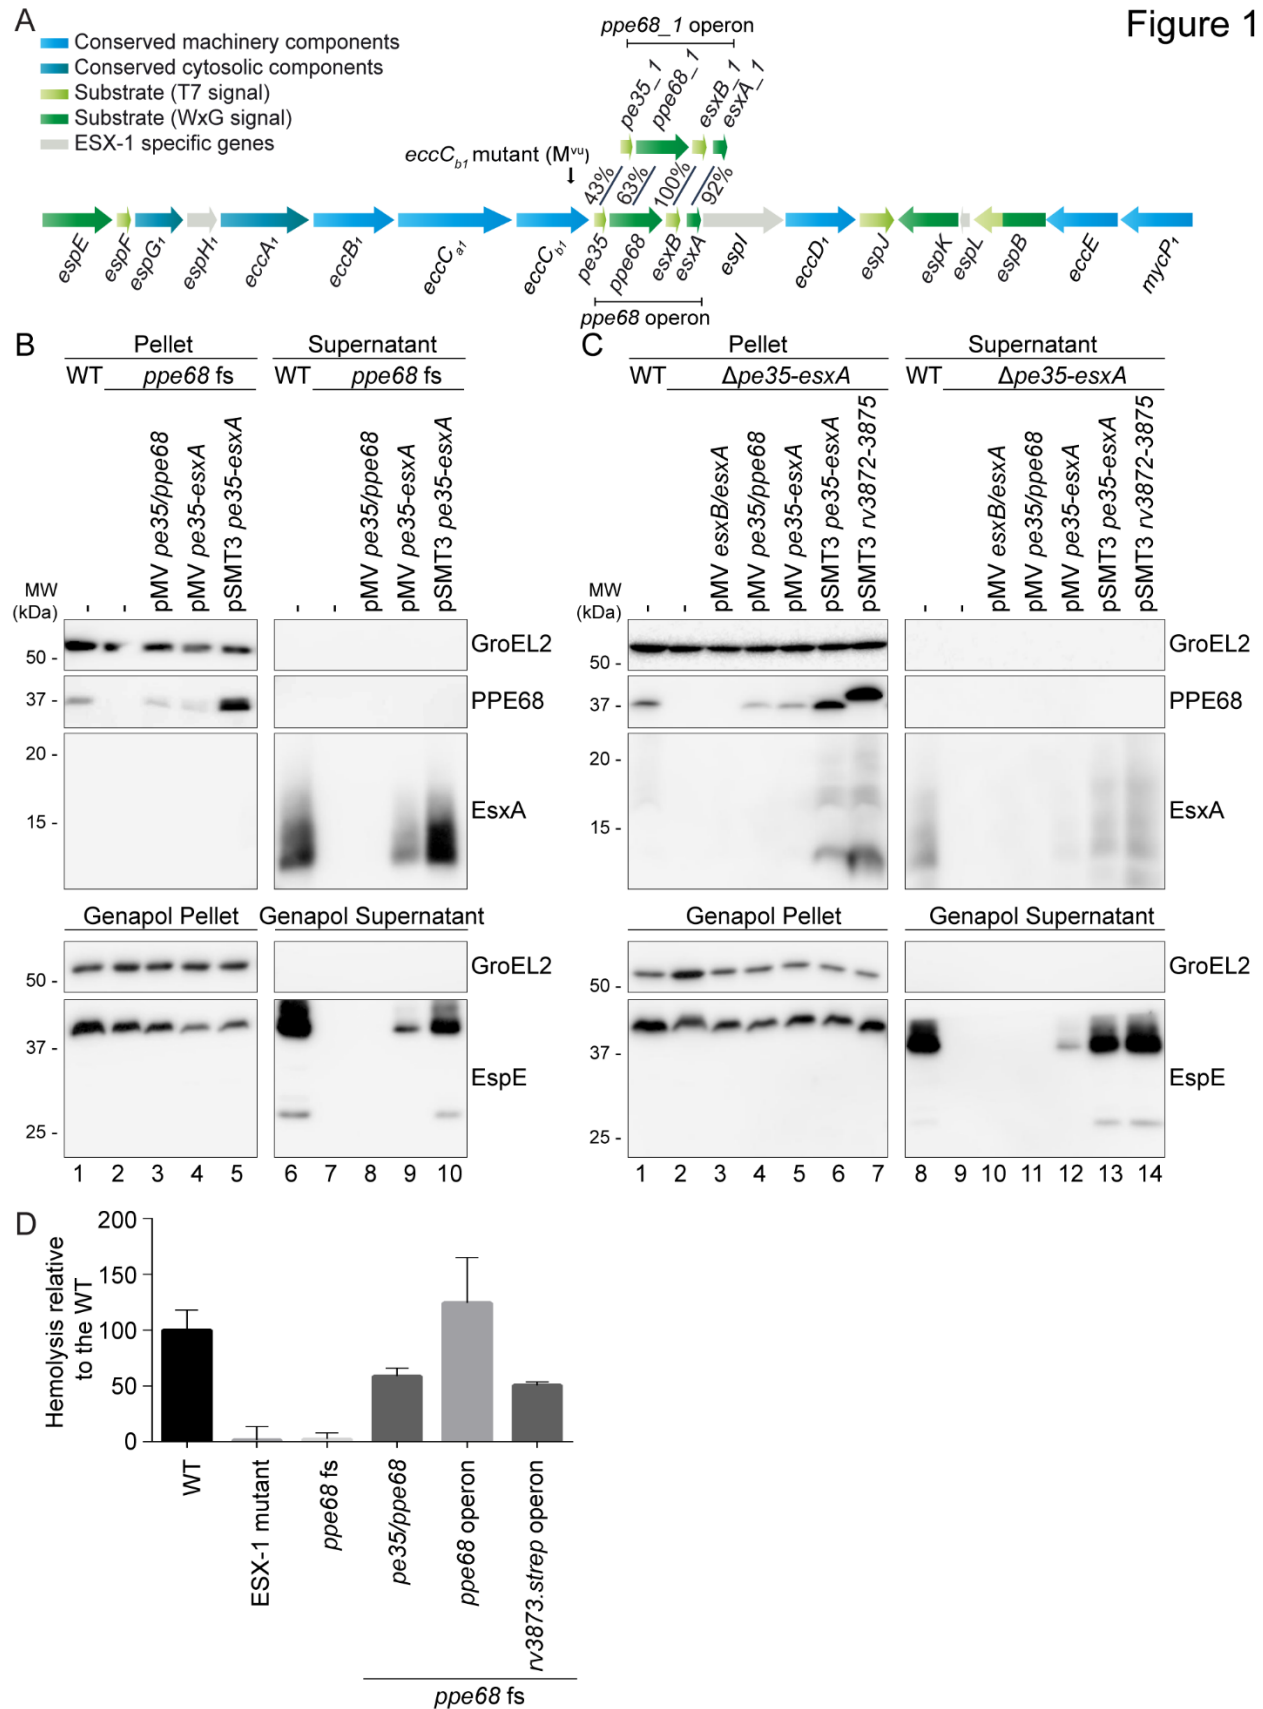 Figure 1
A
Conserved machinery components
Conserved cytosolic components
Substrate (T7 signal)
Substrate (WxG signal)
ESX-1 specific genes
ppe68_1 operon
pe35_1
ppe68_1
esxB_1
esxA_1
eccCb1 mutant (Mvu)
43%
63%
100%
92%
espE
espF
espG1
espH1
eccA1
eccB1
eccCa1
eccCb1
pe35
ppe68
esxB
esxA
espI
eccD1
espJ
espK
espL
espB
eccE
mycP1
ppe68 operon
B
Pellet
Supernatant
WT
ppe68 fs
WT
ppe68 fs
MW
(kDa)
-
-
pMV pe35/ppe68
pMV pe35-esxA
pSMT3 pe35-esxA
-
-
pMV pe35/ppe68
pMV pe35-esxA
pSMT3 pe35-esxA
50 -
GroEL2
37 -
PPE68
20 -
15 -
EsxA
Genapol Pellet
Genapol Supernatant
50 -
GroEL2
37 -
25 -
EspE
1 2 3 4 5 6 7 8 9 10
C
Pellet
Supernatant
WT
Δpe35-esxA
WT
Δpe35-esxA
MW
(kDa)
-
-
pMV esxB/esxA
pMV pe35/ppe68
pMV pe35-esxA
pSMT3 pe35-esxA
pSMT3 rv3872-3875
-
-
pMV esxB/esxA
pMV pe35/ppe68
pMV pe35-esxA
pSMT3 pe35-esxA
pSMT3 rv3872-3875
50 -
GroEL2
37 -
PPE68
20 -
15 -
EsxA
Genapol Pellet
Genapol Supernatant
50 -
GroEL2
37 -
25 -
EspE
1 2 3 4 5 6 7 8 9 10 11 12 13 14
D
Hemolysis relative
to the WT
200
150
100
50
0
WT
ESX-1 mutant
ppe68 fs
pe35/ppe68
ppe68 operon
rv3873.strep operon
ppe68 fs